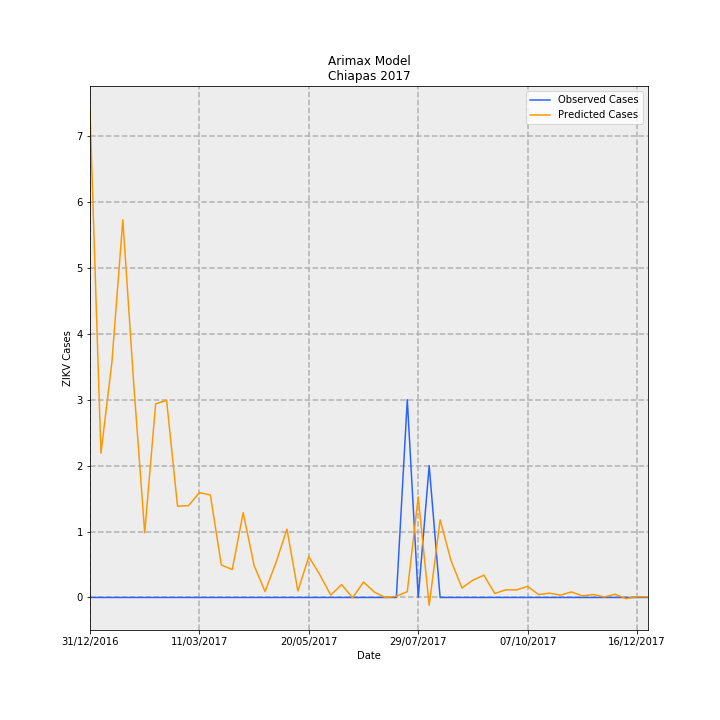 Arimax Model
Chiapas 2017
Observed Cases
Predicted Cases
7
6
5
4
3
2
1
0
ZIKV Cases
31/12/2016
11/03/2017
20/05/2017
29/07/2017
07/10/2017
16/12/2017
Date